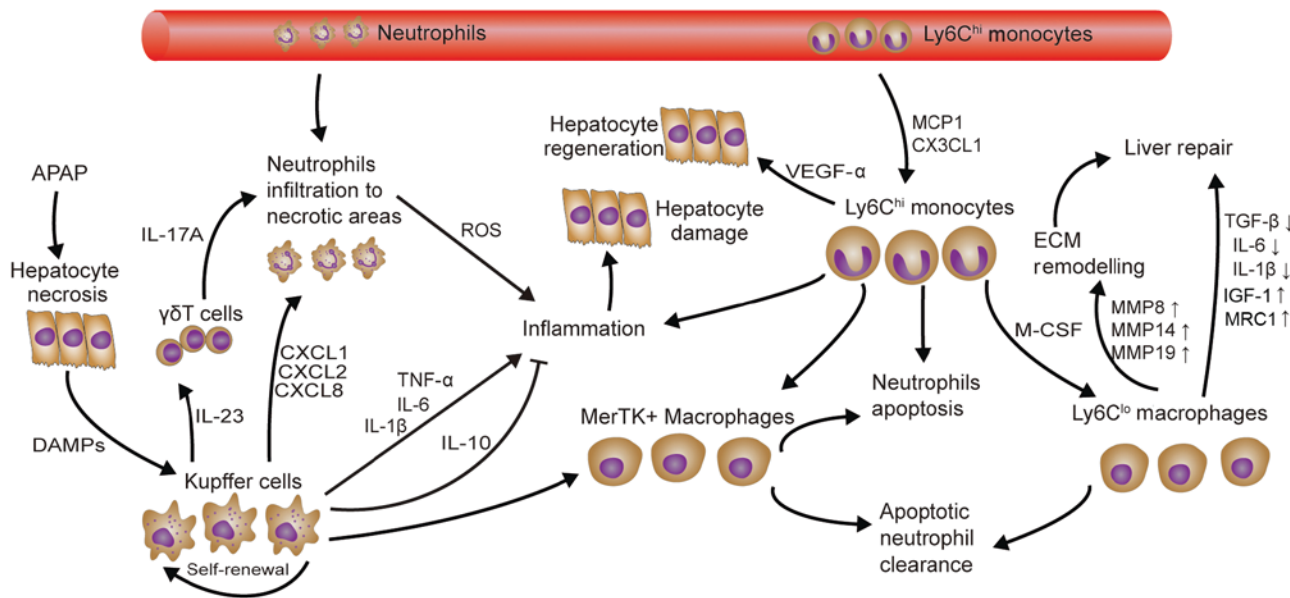 Neutrophils
Ly6Chi monocytes
MCP1
CX3CL1
Hepatocyte
regeneration
VEGF-α
Liver repair
APAP
Neutrophils
infiltration to
necrotic areas
IL-17A
ROS
Hepatocyte
damage
Ly6Chi monocytes
ECM
remodelling
TGF-β ↓
IL-6 ↓
IL-1β ↓
IGF-1 ↑
MRC1 ↑
Hepatocyte
necrosis
γδT cells
Inflammation
M-CSF
MMP8 ↑
MMP14 ↑
MMP19 ↑
CXCL1
CXCL2
CXCL8
TNF-α
IL-6
IL-1β
IL-10
Neutrophils
apoptosis
DAMPs
IL-23
MerTK+ Macrophages
Ly6Clo macrophages
Kupffer cells
Apoptotic
neutrophil
clearance
Self-renewal